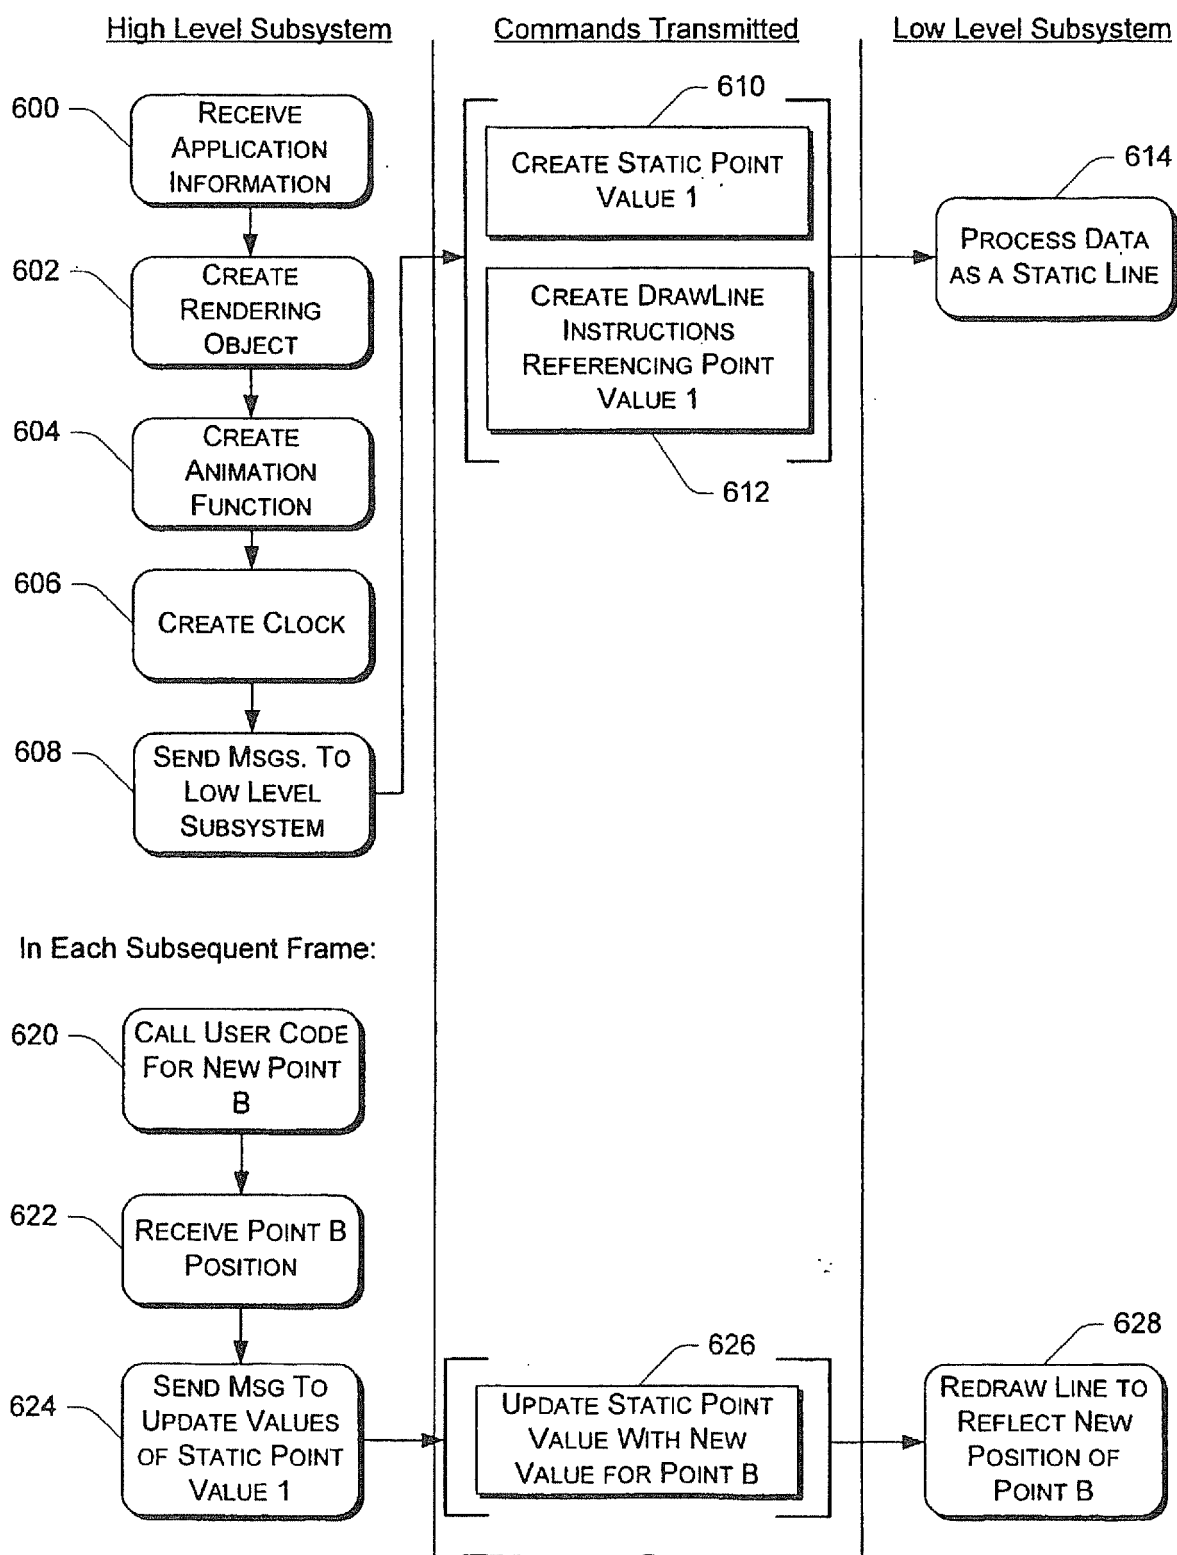 High Level Subsystem
Commands Transmitted
Low Level Subsystem
600
RECEIVE
APPLICATION
INFORMATION
602
CREATE
RENDERING
OBJECT
604
CREATE
ANIMATION
FUNCTION
606
CREATE CLOCK
608
SEND MSGS. TO
LOW LEVEL
SUBSYSTEM
610
CREATE STATIC POINT
VALUE 1
CREATE DRAWLINE
INSTRUCTIONS
REFERENCING POINT
VALUE 1
612
614
PROCESS DATA
AS A STATIC LINE
In Each Subsequent Frame:
620
CALL USER CODE
FOR NEW POINT
B
622
RECEIVE POINT B
POSITION
624
SEND MSG TO
UPDATE VALUES
OF STATIC POINT
VALUE 1
626
UPDATE STATIC POINT
VALUE WITH NEW
VALUE FOR POINT B
628
REDRAW LINE TO
REFLECT NEW
POSITION OF
POINT B